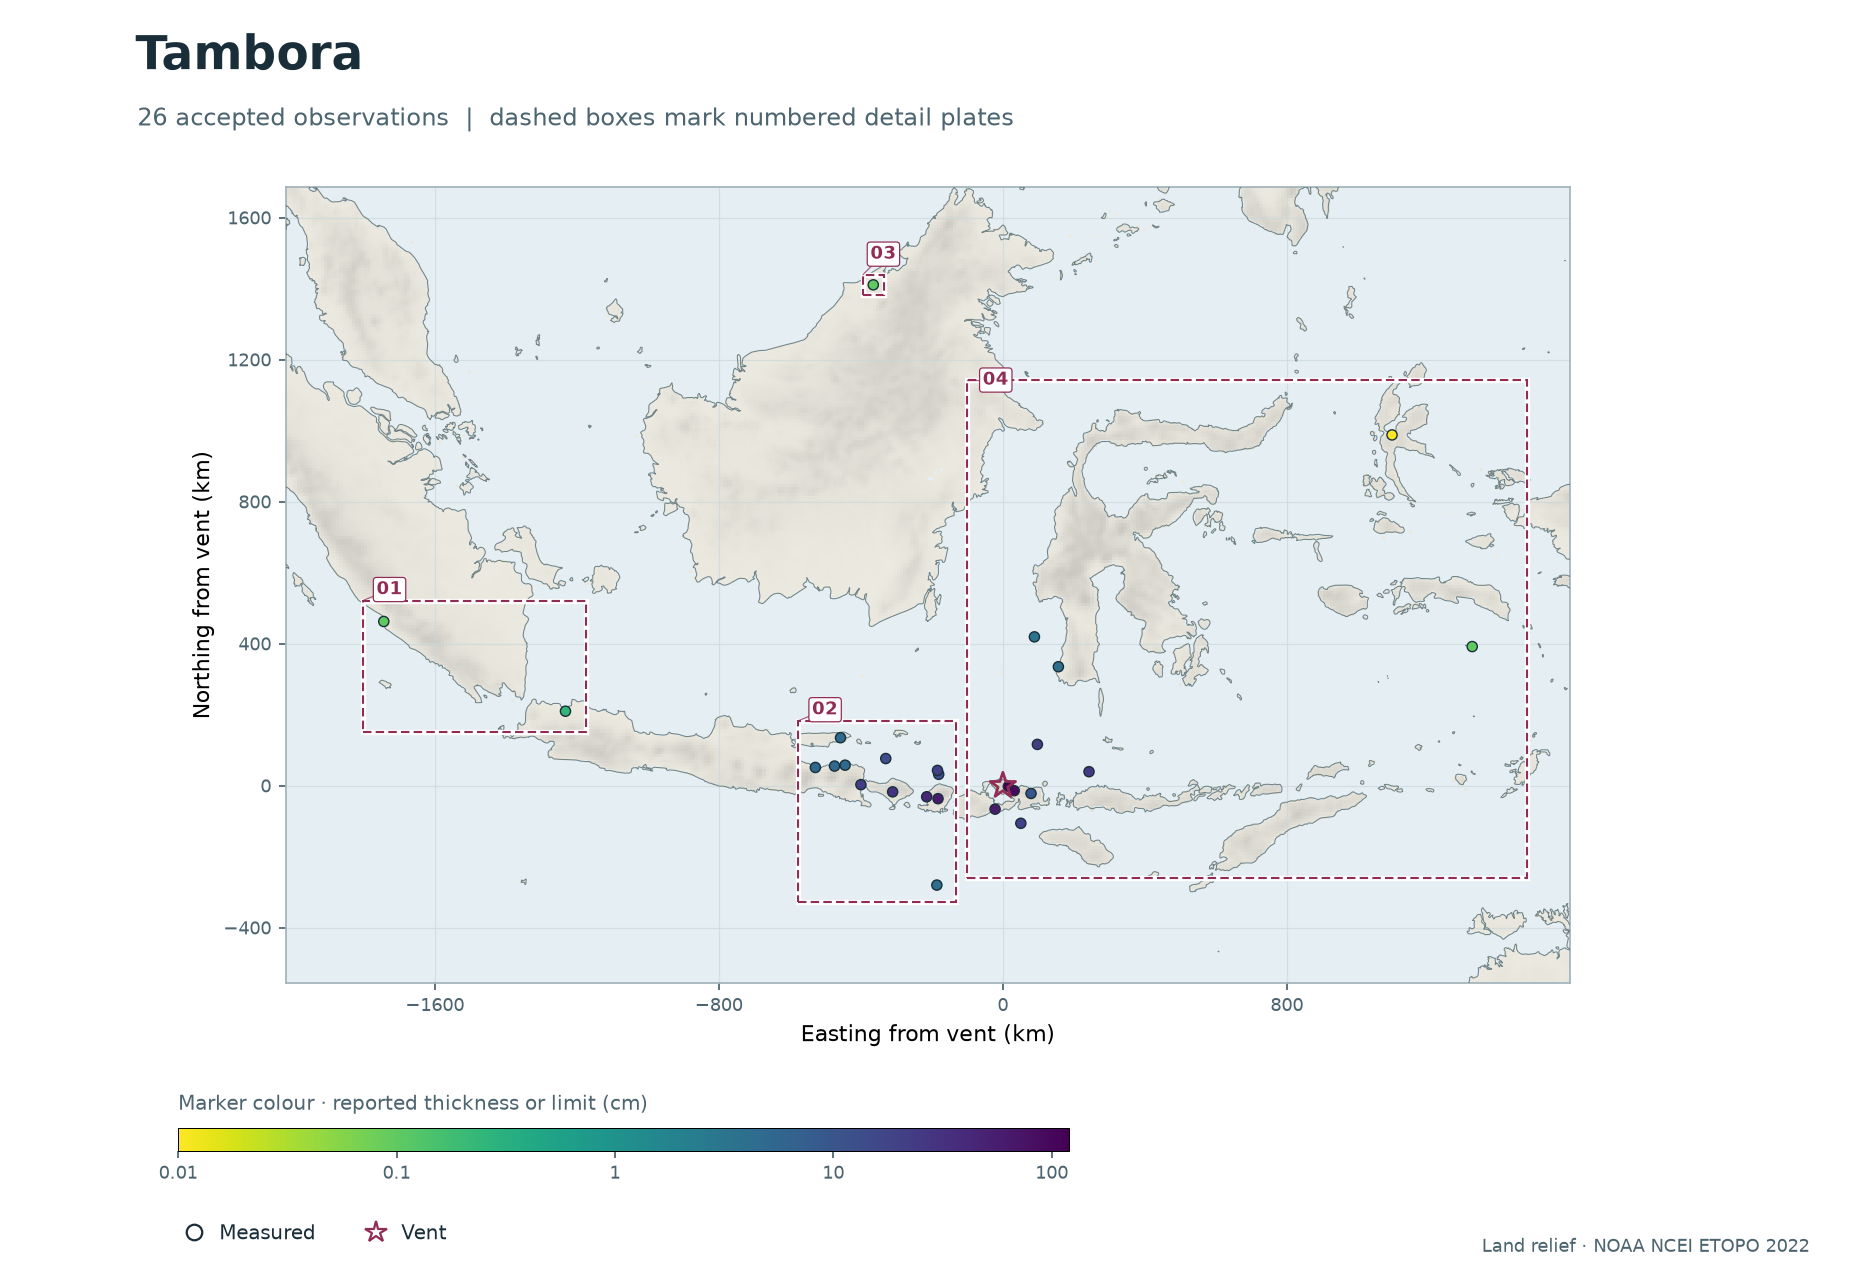 Tambora
26 accepted observations | dashed boxes mark numbered detail plates
1600
1200
800
400
0
−400
Northing from vent (km)
03
04
01
02
−1600
−800
0
800
Easting from vent (km)
Marker colour · reported thickness or limit (cm)
0.01
0.1
1
10
100
Measured
Vent
Land relief · NOAA NCEI ETOPO 2022